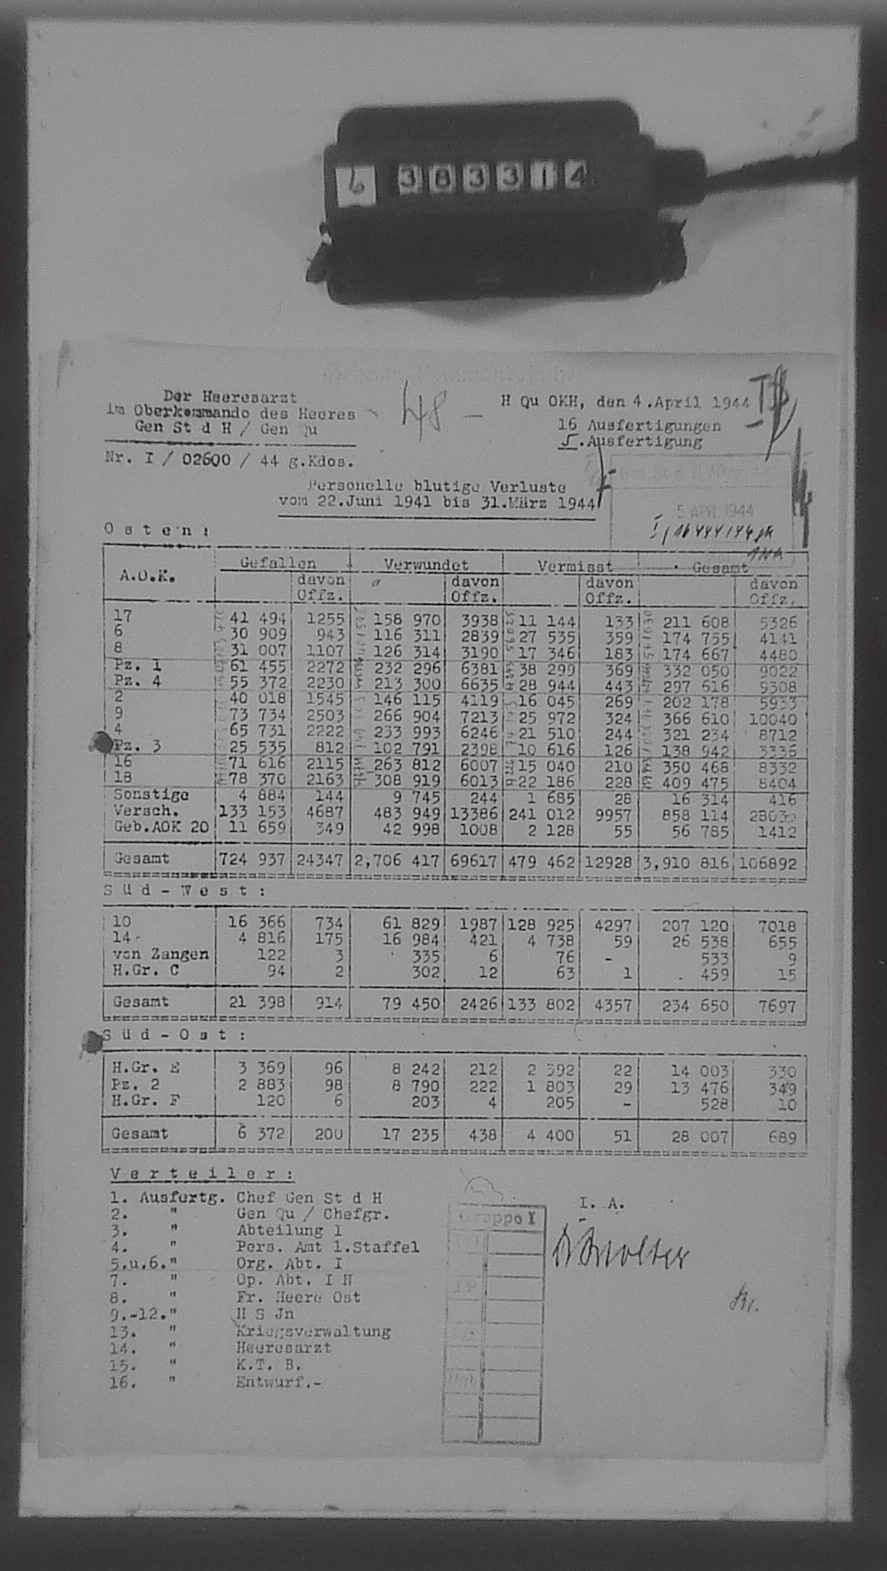 6 383314
Der Heeresarzt
im Oberkommando des Heeres
Gen St d H / Gen Qu
48
H Qu OKH, den 4.April 1944
16 Ausfertigungen
5.Ausfertigung
Nr. I / 02600 / 44 g.Kdos.
Personelle blutige Verluste
vom 22.Juni 1941 bis 31.März 1944
5. APR. 1944
O s t e n :
A.O.K. Gefallen davon Offz. Verwundet davon Offz. Vermisst davon Offz. Gesamt davon Offz.
17 41 494 1255 158 970 3938 11 144 133 211 608 5326
6 30 909 943 116 311 2839 27 535 359 174 755 4141
8 31 007 1107 126 314 3190 17 346 183 174 667 4480
Pz. 1 61 455 2272 232 296 6381 38 299 369 332 050 9022
Pz. 4 55 372 2230 213 300 6635 28 944 443 297 616 9308
2 40 018 1545 146 115 4119 16 045 269 202 178 5933
9 73 734 2503 266 904 7213 25 972 324 366 610 10040
4 65 731 2222 233 993 6246 21 510 244 321 234 8712
Pz. 3 25 535 812 102 791 2398 10 616 126 138 942 3336
16 71 616 2115 263 812 6007 15 040 210 350 468 8332
18 78 370 2163 308 919 6013 22 186 228 409 475 8404
Sonstige 4 884 144 9 745 244 1 685 28 16 314 416
Versch. 133 153 4687 483 949 13386 241 012 9957 858 114
Geb.AOK 20 11 659 349 42 998 1008 2 128 55 56 785 1412
Gesamt 724 937 24347 2,706 417 69617 479 462 12928 3,910 816 106892
S ü d - W e s t :
10 16 366 734 61 829 1987 128 925 4297 207 120 7018
14 4 816 175 16 984 421 4 738 59 26 538 655
von Zangen 122 3 335 6 76 - 533 9
H.Gr. C 94 2 302 12 63 1 459 15
Gesamt 21 398 914 79 450 2426 133 802 4357 234 650 7697
S ü d - O s t :
H.Gr. E 3 369 96 8 242 212 2 392 22 14 003 330
Pz. 2 2 883 98 8 790 222 1 803 29 13 476 349
H.Gr. F 120 6 203 4 205 - 528 10
Gesamt 6 372 200 17 235 438 4 400 51 28 007 689
V e r t e i l e r :
1. Ausfertg. Chef Gen St d H
2. " Gen Qu / Chefgr.
3. " Abteilung 1
4. " Pers. Amt 1.Staffel
5.u.6." Org. Abt. I
7. " Op. Abt. I H
8. " Fr. Heere Ost
9.-12." H S Jn
13. " Kriegsverwaltung
14. " Heeresarzt
15. " K.T. B.
16. " Entwurf.-
Gruppe I
I. A.